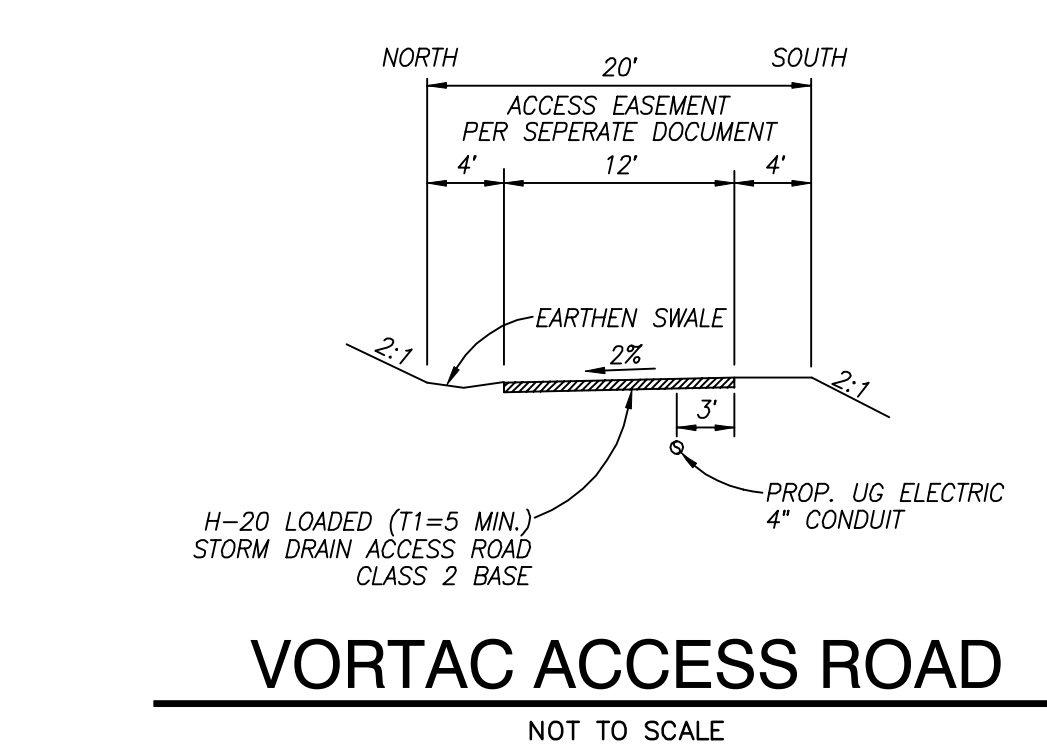 NORTH
SOUTH
20'
ACCESS EASEMENT
PER SEPERATE DOCUMENT
4'
12'
4'
EARTHEN SWALE
2:1
2%
2:1
3'
PROP. UG ELECTRIC
4" CONDUIT
H-20 LOADED (T1=5 MIN.)
STORM DRAIN ACCESS ROAD
CLASS 2 BASE
VORTAC ACCESS ROAD
NOT TO SCALE